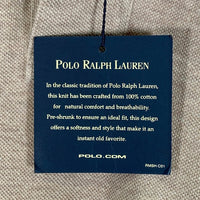 POLO RALPH LAUREN
In the classic tradition of Polo Ralph Lauren,
this knit has been crafted from 100% cotton
for natural comfort and breathability.
Pre-shrunk to ensure an ideal fit, this design
offers a softness and style that make it an
instant old favorite.
POLO.COM
PMSH-C01